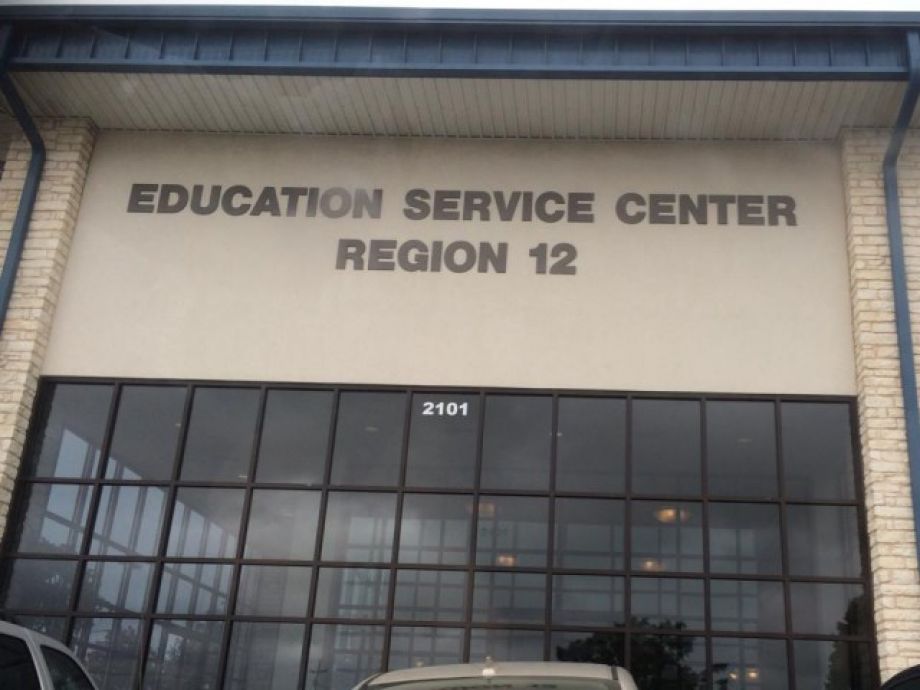 EDUCATION SERVICE CENTER
REGION 12
2101